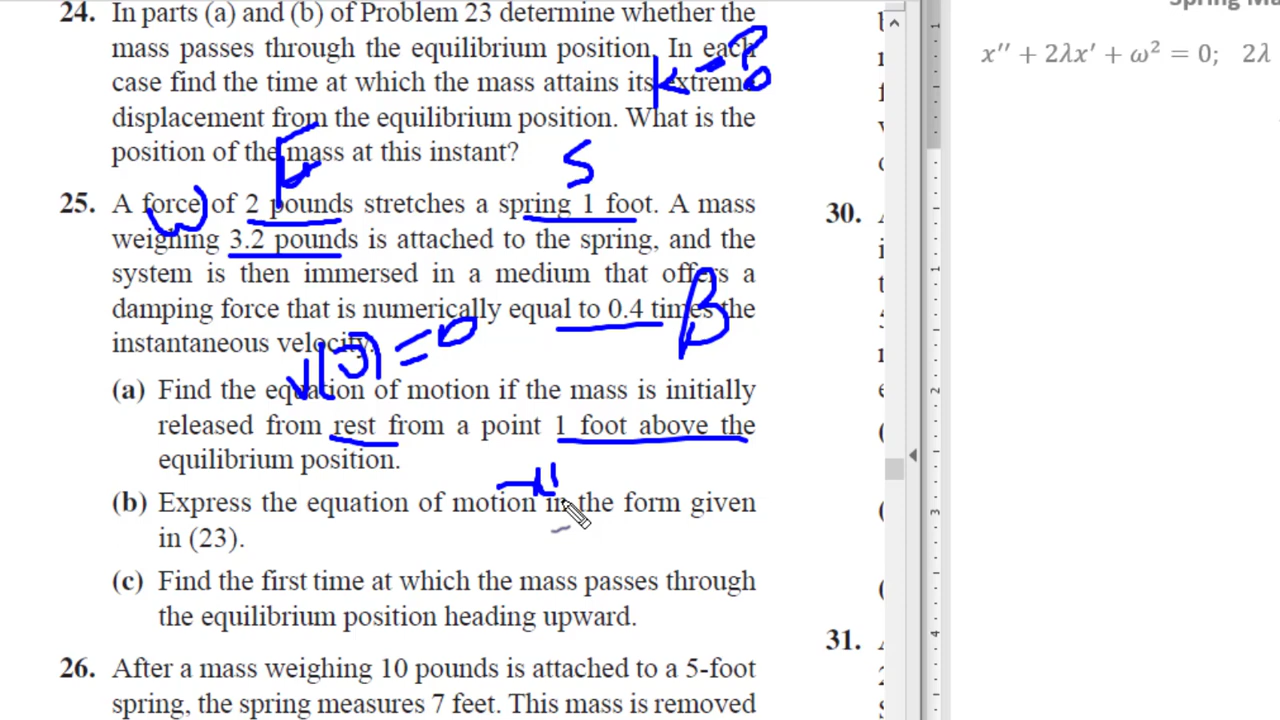 24. In parts (a) and (b) of Problem 23 determine whether the
mass passes through the equilibrium position. In each
case find the time at which the mass attains its extreme
displacement from the equilibrium position. What is the
position of the mass at this instant?
k = ?
F
S
25. A force of 2 pounds stretches a spring 1 foot. A mass
weighing 3.2 pounds is attached to the spring, and the
system is then immersed in a medium that offers a
damping force that is numerically equal to 0.4 times the
instantaneous velocity.
W
β
v(0) = 0
(a) Find the equation of motion if the mass is initially
released from rest from a point 1 foot above the
equilibrium position.
(b) Express the equation of motion in the form given
in (23).
(c) Find the first time at which the mass passes through
the equilibrium position heading upward.
26. After a mass weighing 10 pounds is attached to a 5-foot
spring, the spring measures 7 feet. This mass is removed
30.
31.
x″ + 2λx′ + ω² = 0; 2λ